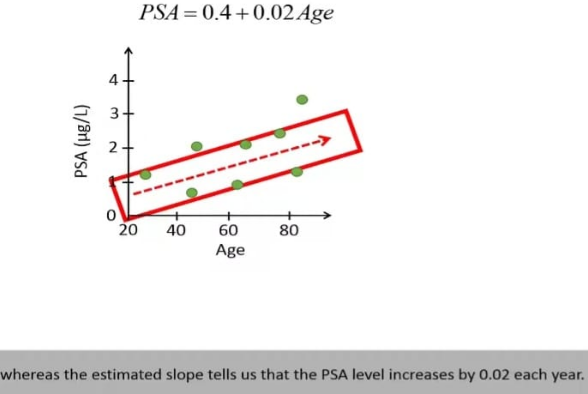 PSA = 0.4 + 0.02 Age
PSA (µg/L)
4
3
2
1
0
20 40 60 80
Age
whereas the estimated slope tells us that the PSA level increases by 0.02 each year.